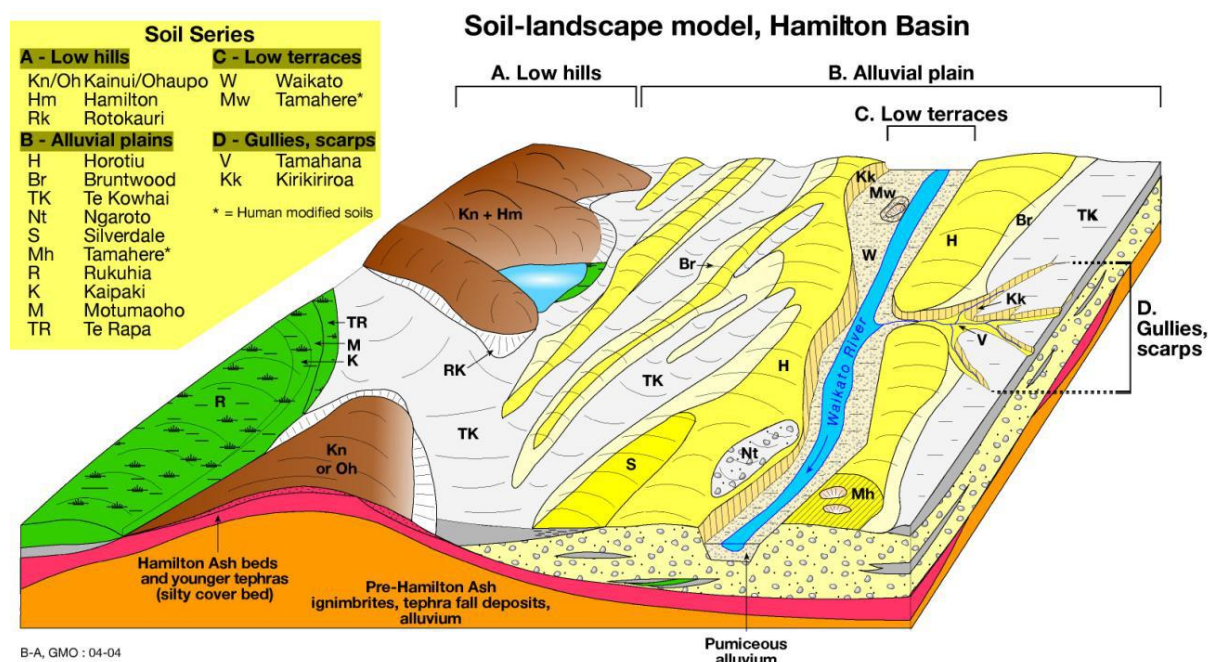 Soil-landscape model, Hamilton Basin
Soil Series
A - Low hills
Kn/Oh Kainui/Ohaupo
Hm Hamilton
Rk Rotokauri
B - Alluvial plains
H Horotiu
Br Bruntwood
TK Te Kowhai
Nt Ngaroto
S Silverdale
Mh Tamahere*
R Rukuhia
K Kaipaki
M Motumaoho
TR Te Rapa
C - Low terraces
W Waikato
Mw Tamahere*
D - Gullies, scarps
V Tamahana
Kk Kirikiriroa
* = Human modified soils
A. Low hills
B. Alluvial plain
C. Low terraces
Kn + Hm
Kk
Mw
Br
TK
Br
W
H
Kk
D.
Gullies,
scarps
V
TR
M
K
RK
TK
H
Waikato River
R
TK
Kn
or Oh
S
Nt
Mh
Hamilton Ash beds
and younger tephras
(silty cover bed)
Pre-Hamilton Ash
ignimbrites, tephra fall deposits,
alluvium
Pumiceous
alluvium
B-A, GMO : 04-04